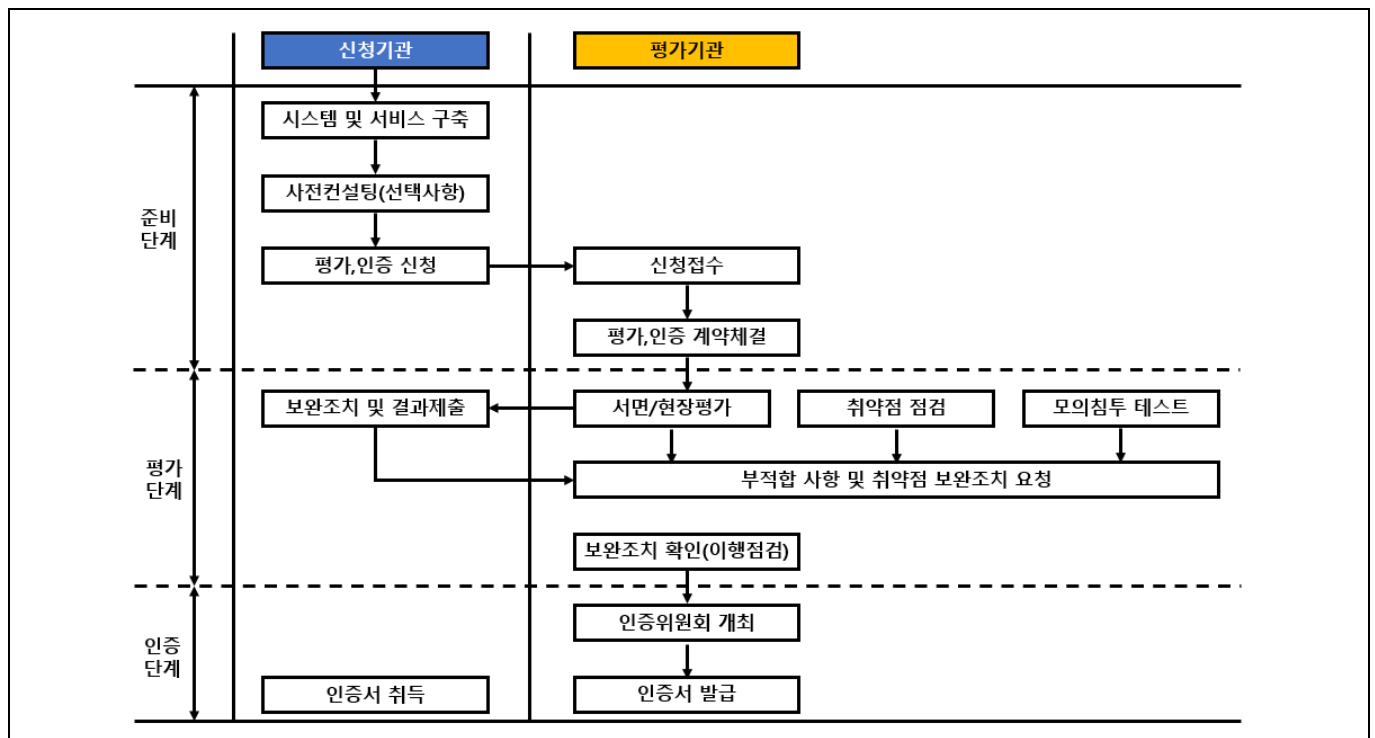 신청기관
평가기관
준비
단계
시스템 및 서비스 구축
사전컨설팅(선택사항)
평가,인증 신청
신청접수
평가,인증 계약체결
평가
단계
보완조치 및 결과제출
서면/현장평가
취약점 점검
모의침투 테스트
부적합 사항 및 취약점 보완조치 요청
보완조치 확인(이행점검)
인증
단계
인증위원회 개최
인증서 취득
인증서 발급